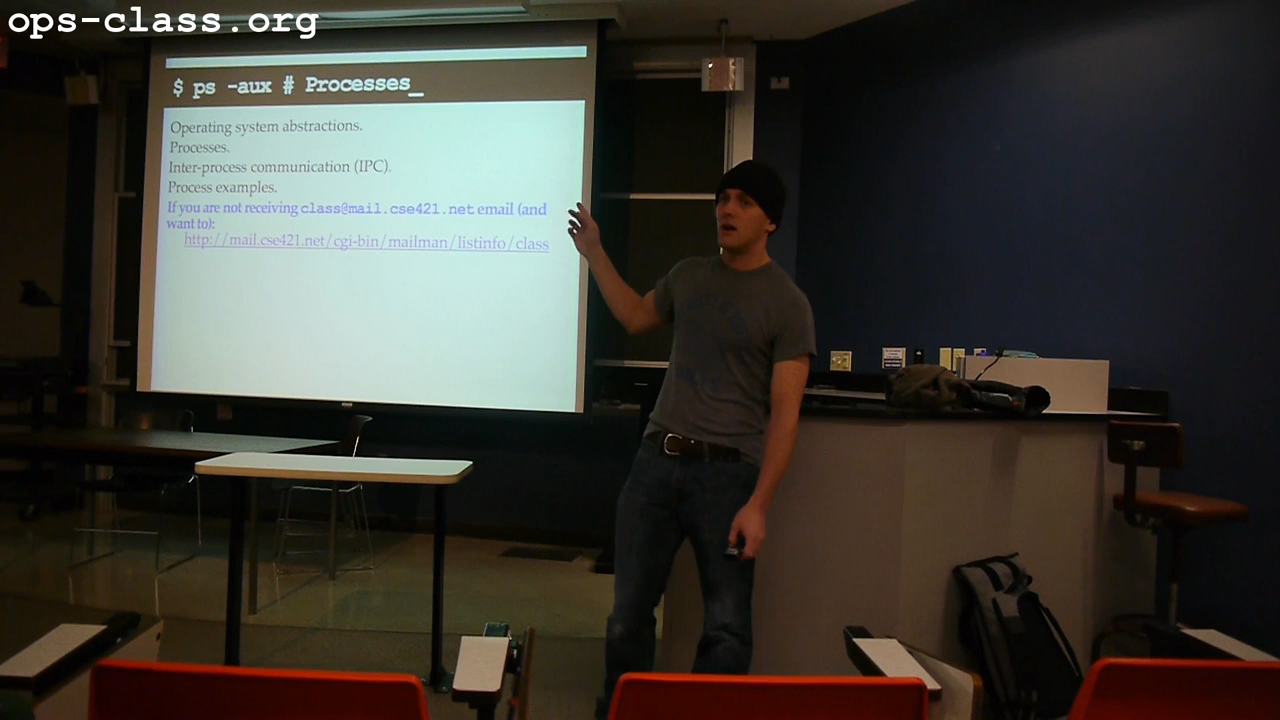 ops-class.org
$ ps -aux # Processes_
Operating system abstractions.
Processes.
Inter-process communication (IPC).
Process examples.
If you are not receiving class@mail.cse421.net email (and
want to):
http://mail.cse421.net/cgi-bin/mailman/listinfo/class